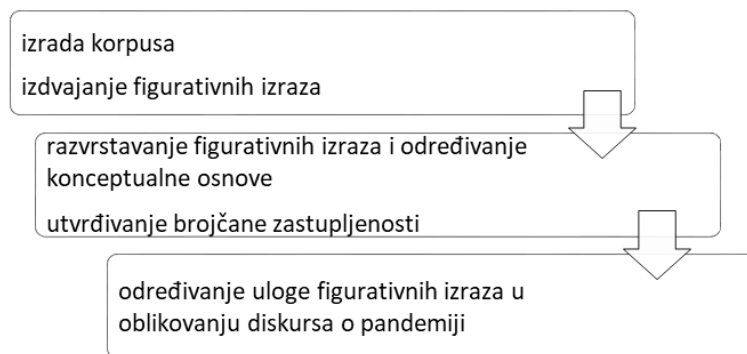 izrada korpusa
izdvajanje figurativnih izraza
razvrstavanje figurativnih izraza i određivanje
konceptualne osnove
utvrđivanje brojčane zastupljenosti
određivanje uloge figurativnih izraza u
oblikovanju diskursa o pandemiji